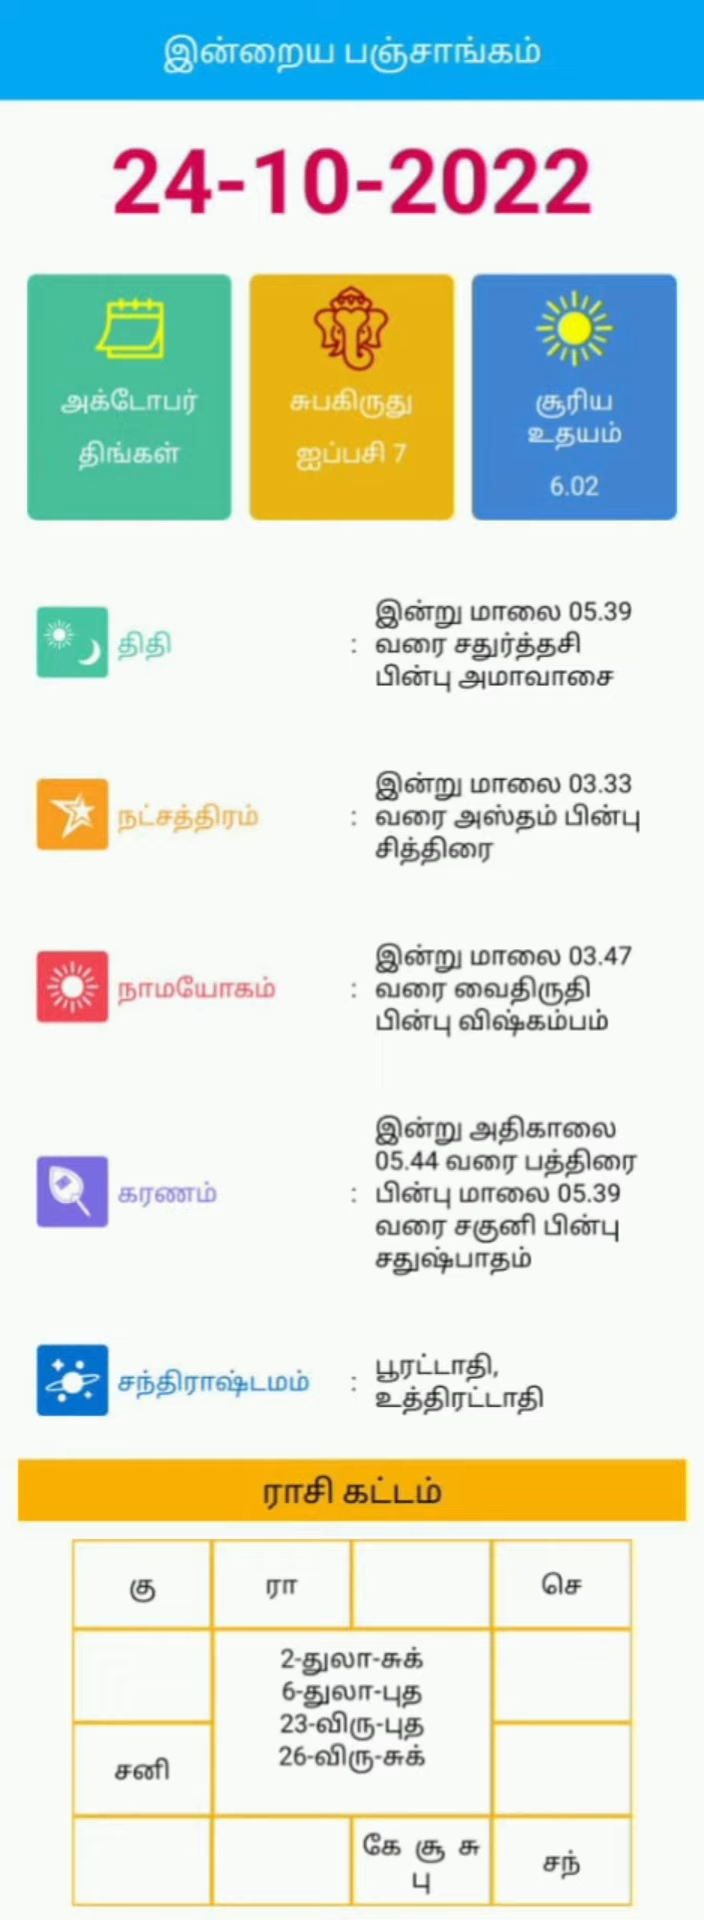 இன்றைய பஞ்சாங்கம்
24-10-2022
அக்டோபர்
திங்கள்
சுபகிருது
ஐப்பசி 7
சூரிய
உதயம்
6.02
திதி
:
இன்று மாலை 05.39
வரை சதுர்த்தசி
பின்பு அமாவாசை
நட்சத்திரம்
:
இன்று மாலை 03.33
வரை அஸ்தம் பின்பு
சித்திரை
நாமயோகம்
:
இன்று மாலை 03.47
வரை வைதிருதி
பின்பு விஷ்கம்பம்
கரணம்
:
இன்று அதிகாலை
05.44 வரை பத்திரை
பின்பு மாலை 05.39
வரை சகுனி பின்பு
சதுஷ்பாதம்
சந்திராஷ்டமம்
:
பூரட்டாதி,
உத்திரட்டாதி
ராசி கட்டம்
கு
ரா
செ
2-துலா-சுக்
6-துலா-புத
23-விரு-புத
26-விரு-சுக்
சனி
கே சூ சு
பு
சந்